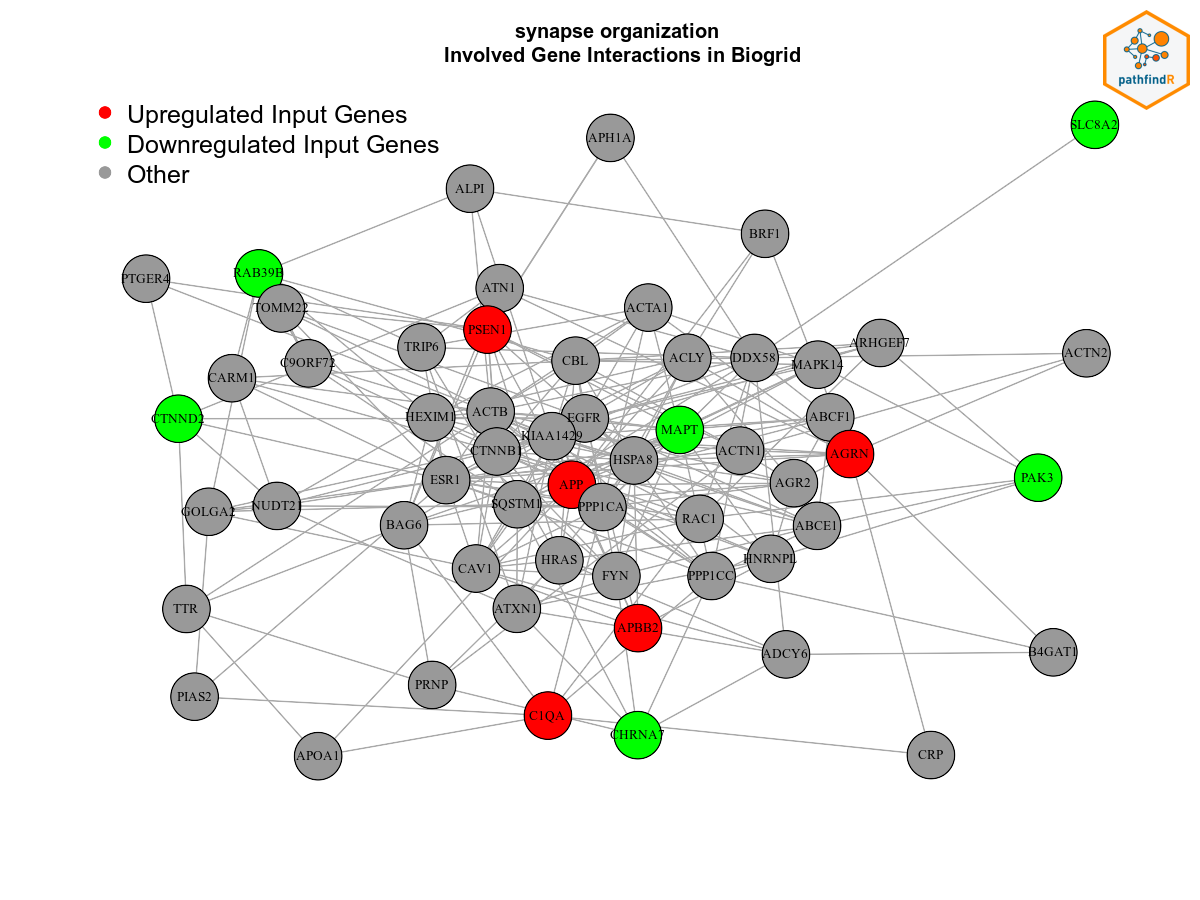 synapse organization
Involved Gene Interactions in Biogrid
pathfindR
Upregulated Input Genes
Downregulated Input Genes
Other
SLC8A2
APH1A
ALPI
BRF1
RAB39B
PTGER4
ATN1
TOMM22
ACTA1
PSEN1
TRIP6
ARHGEF7
ACTN2
CBL
ACLY
DDX58
MAPK14
C9ORF72
CARM1
CTNND2
HEXIM1
ACTB
EGFR
ABCF1
MAPT
KIAA1429
CTNNB1
ACTN1
AGRN
HSPA8
ESR1
APP
AGR2
PAK3
SQSTM1
PPP1CA
NUDT21
GOLGA2
RAC1
BAG6
ABCE1
HRAS
HNRNPL
CAV1
FYN
PPP1CC
TTR
ATXN1
APBB2
ADCY6
B4GAT1
PRNP
PIAS2
C1QA
CHRNA7
APOA1
CRP